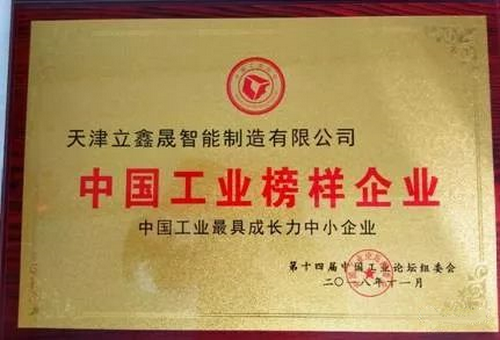 天津立鑫晟智能制造有限公司
中国工业榜样企业
中国工业最具成长力中小企业
第十四届中国工业论坛组委会
二〇一八年十一月